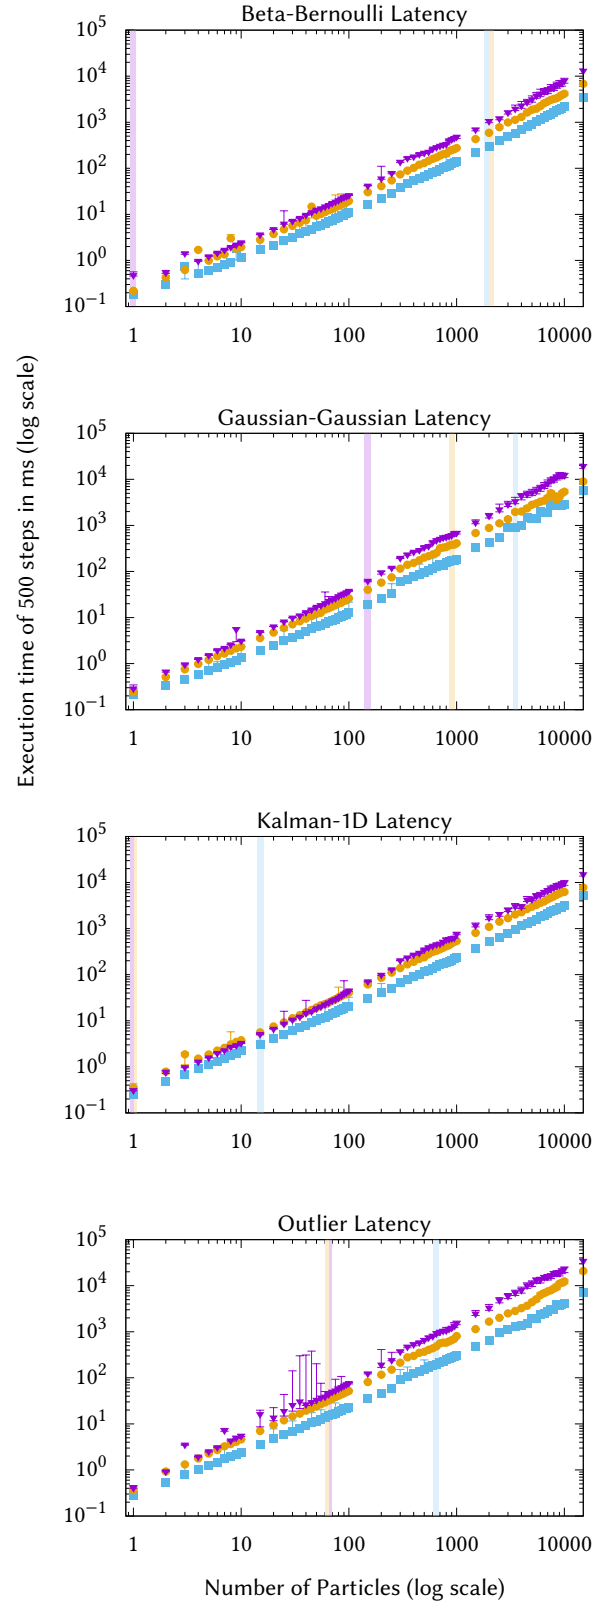 Beta-Bernoulli Latency
10^5
10^4
10^3
10^2
10^1
10^0
10^−1
1 10 100 1000 10000
Gaussian-Gaussian Latency
10^5
10^4
10^3
10^2
10^1
10^0
10^−1
1 10 100 1000 10000
Execution time of 500 steps in ms (log scale)
Kalman-1D Latency
10^5
10^4
10^3
10^2
10^1
10^0
10^−1
1 10 100 1000 10000
Outlier Latency
10^5
10^4
10^3
10^2
10^1
10^0
10^−1
1 10 100 1000 10000
Number of Particles (log scale)